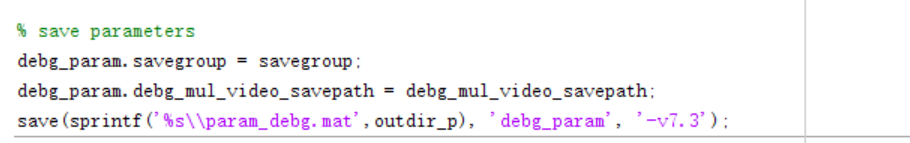 % save parameters
debg_param.savegroup = savegroup;
debg_param.debg_mul_video_savepath = debg_mul_video_savepath;
save(sprintf('%s\\param_debg.mat',outdir_p), 'debg_param', '-v7.3');